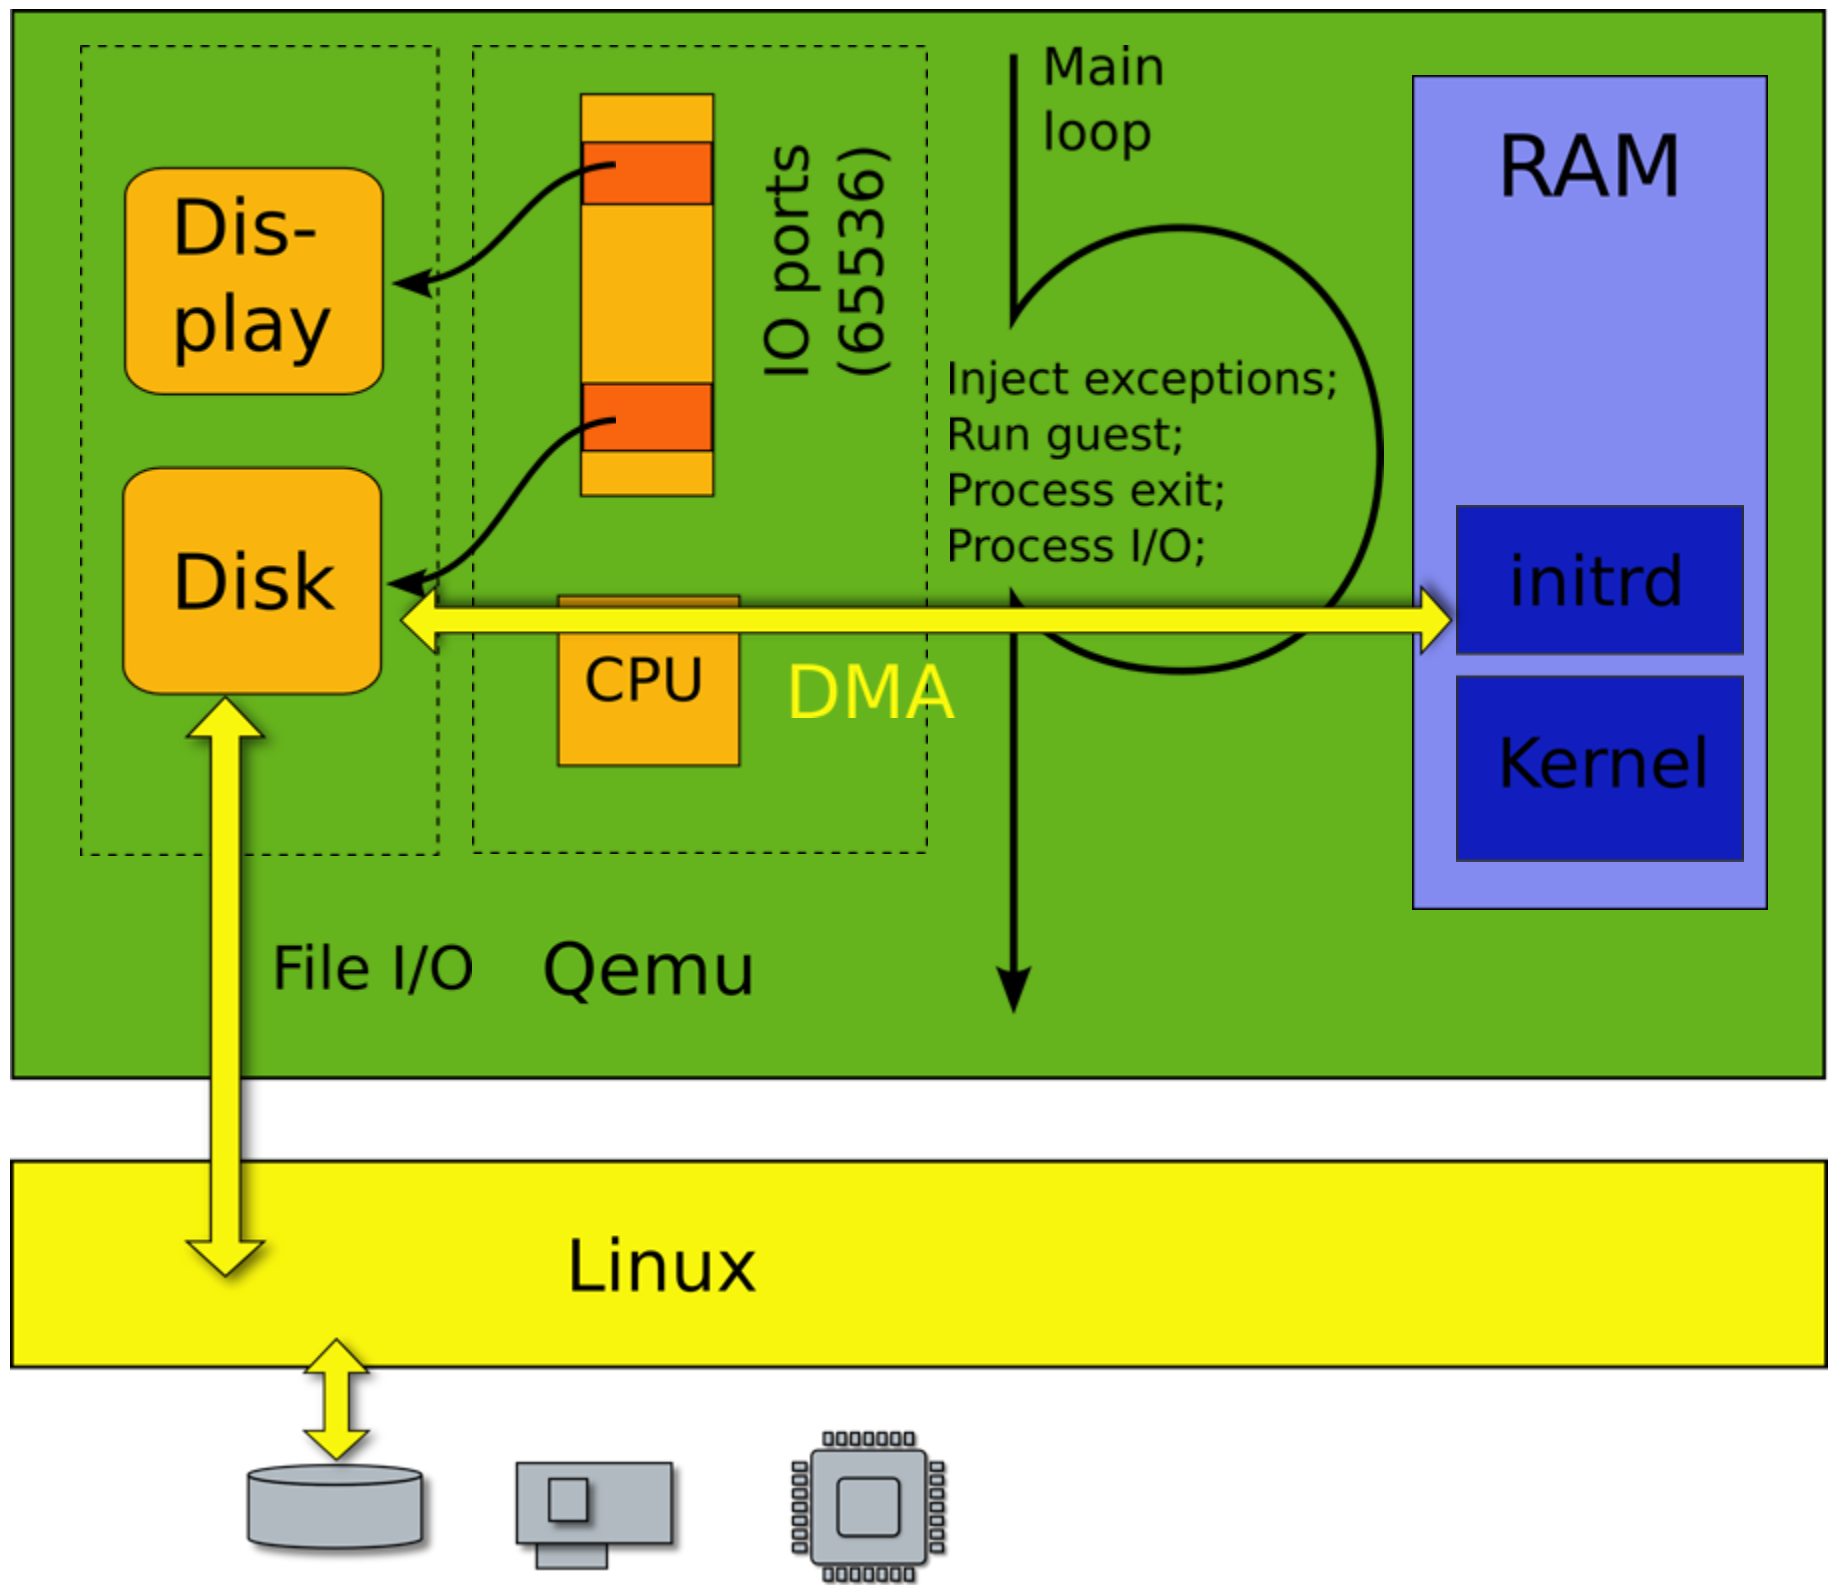 Dis-
play
Disk
IO ports
(65536)
CPU
DMA
Main
loop
Inject exceptions;
Run guest;
Process exit;
Process I/O;
RAM
initrd
Kernel
File I/O
Qemu
Linux